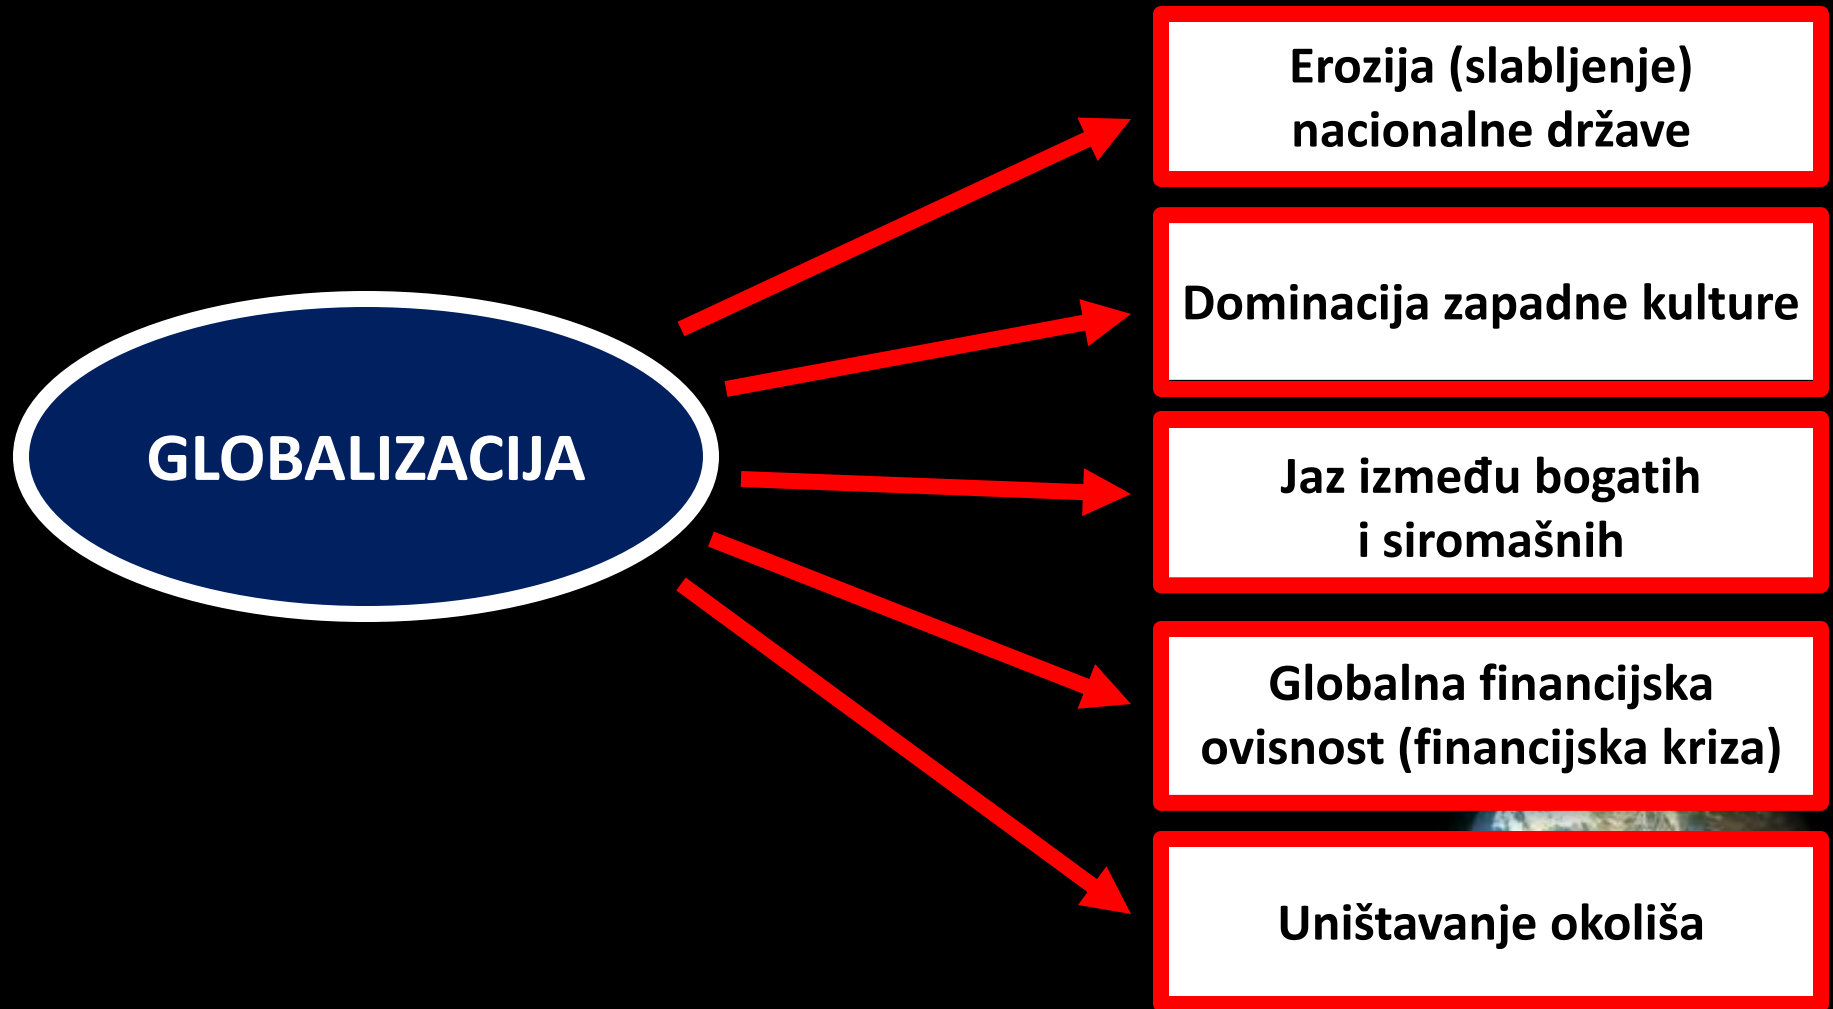 GLOBALIZACIJA
Erozija (slabljenje)
nacionalne države
Dominacija zapadne kulture
Jaz između bogatih
i siromašnih
Globalna financijska
ovisnost (financijska kriza)
Uništavanje okoliša